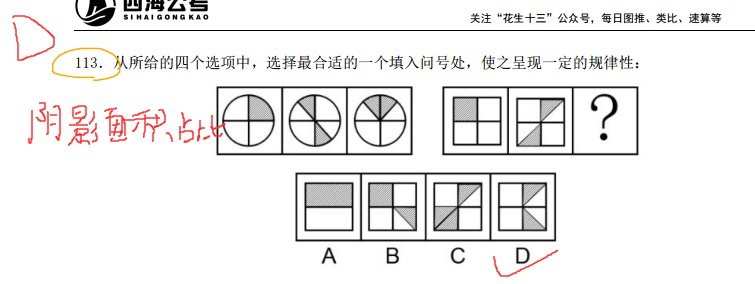 四海公考
SIHAIGONGKAO
关注“花生十三”公众号，每日图推、类比、速算等
D
113. 从所给的四个选项中，选择最合适的一个填入问号处，使之呈现一定的规律性：
阴影面积占比
?
A B C D